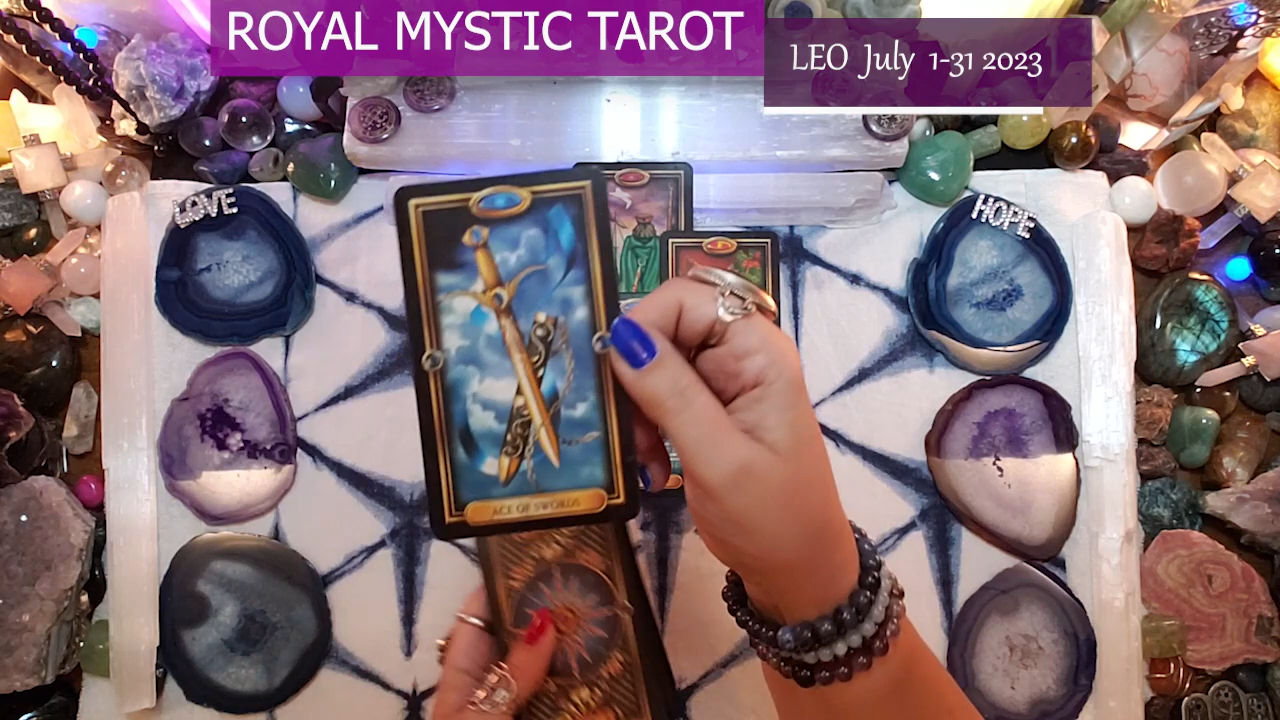 ROYAL MYSTIC TAROT
LEO July 1-31 2023
LOVE
HOPE
ACE OF SWORDS